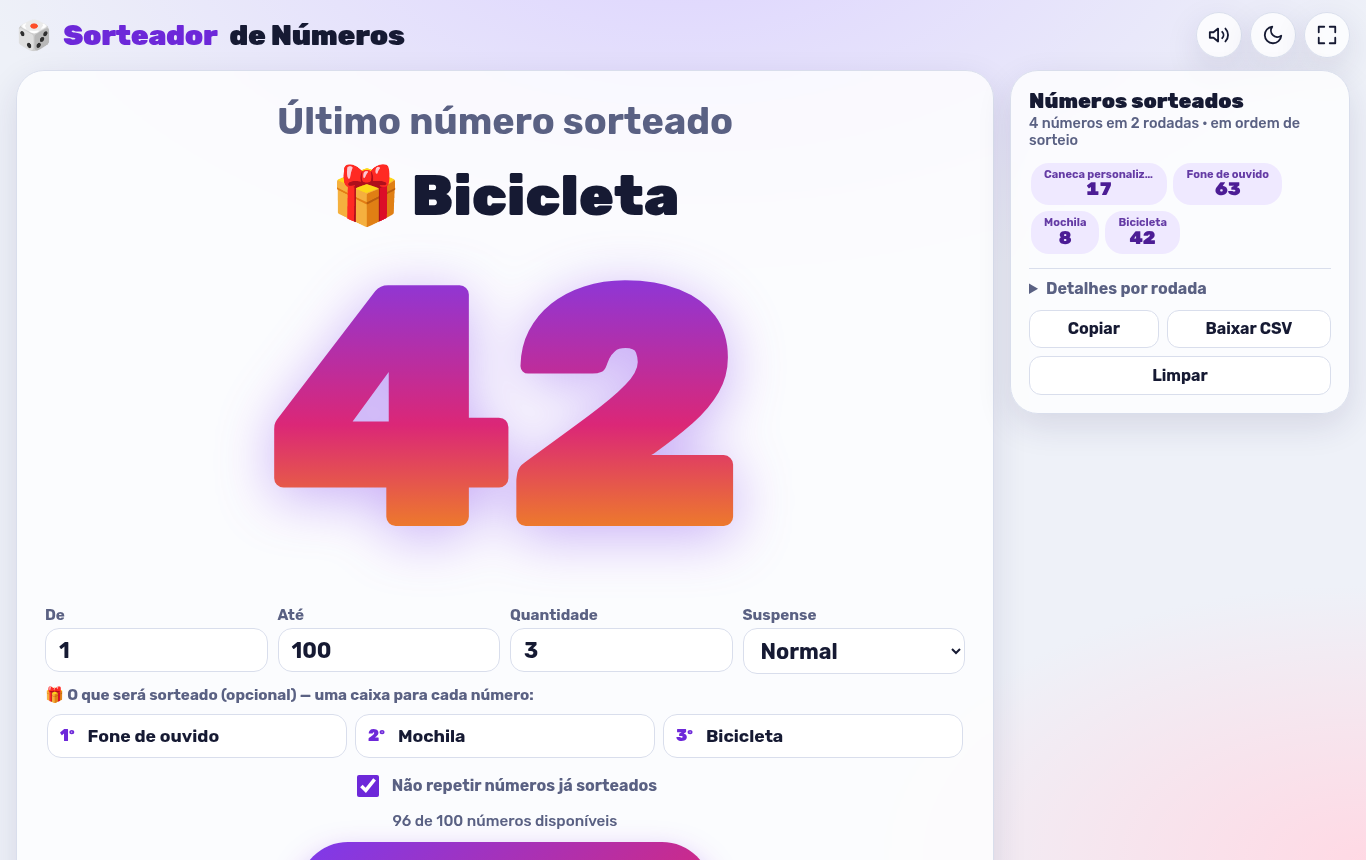 Sorteador de Números
Último número sorteado
Bicicleta
42
De
1
Até
100
Quantidade
3
Suspense
Normal
O que será sorteado (opcional) — uma caixa para cada número:
1º Fone de ouvido
2º Mochila
3º Bicicleta
Não repetir números já sorteados
96 de 100 números disponíveis
Números sorteados
4 números em 2 rodadas · em ordem de
sorteio
Caneca personaliz…
17
Fone de ouvido
63
Mochila
8
Bicicleta
42
Detalhes por rodada
Copiar
Baixar CSV
Limpar